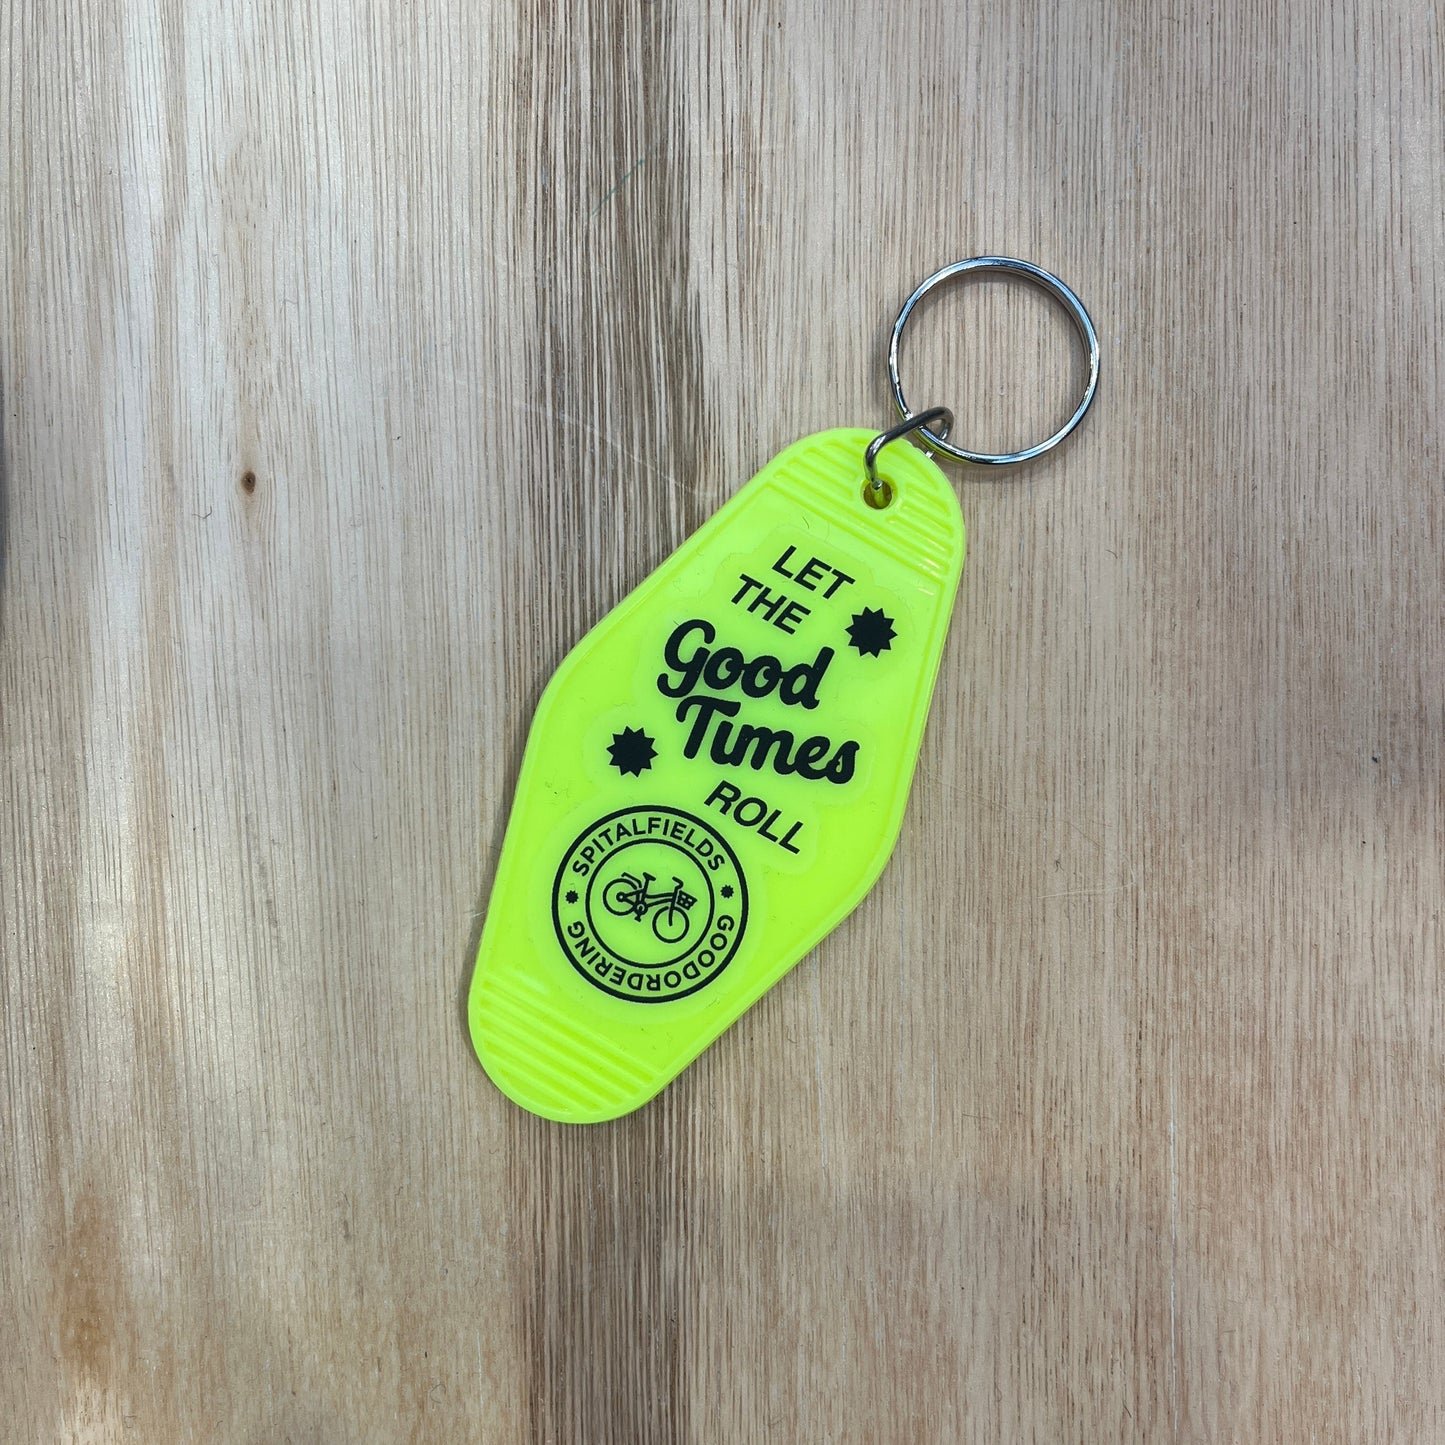 LET
THE
Good
Times
ROLL
SPITALFIELDS
GOODORDERING